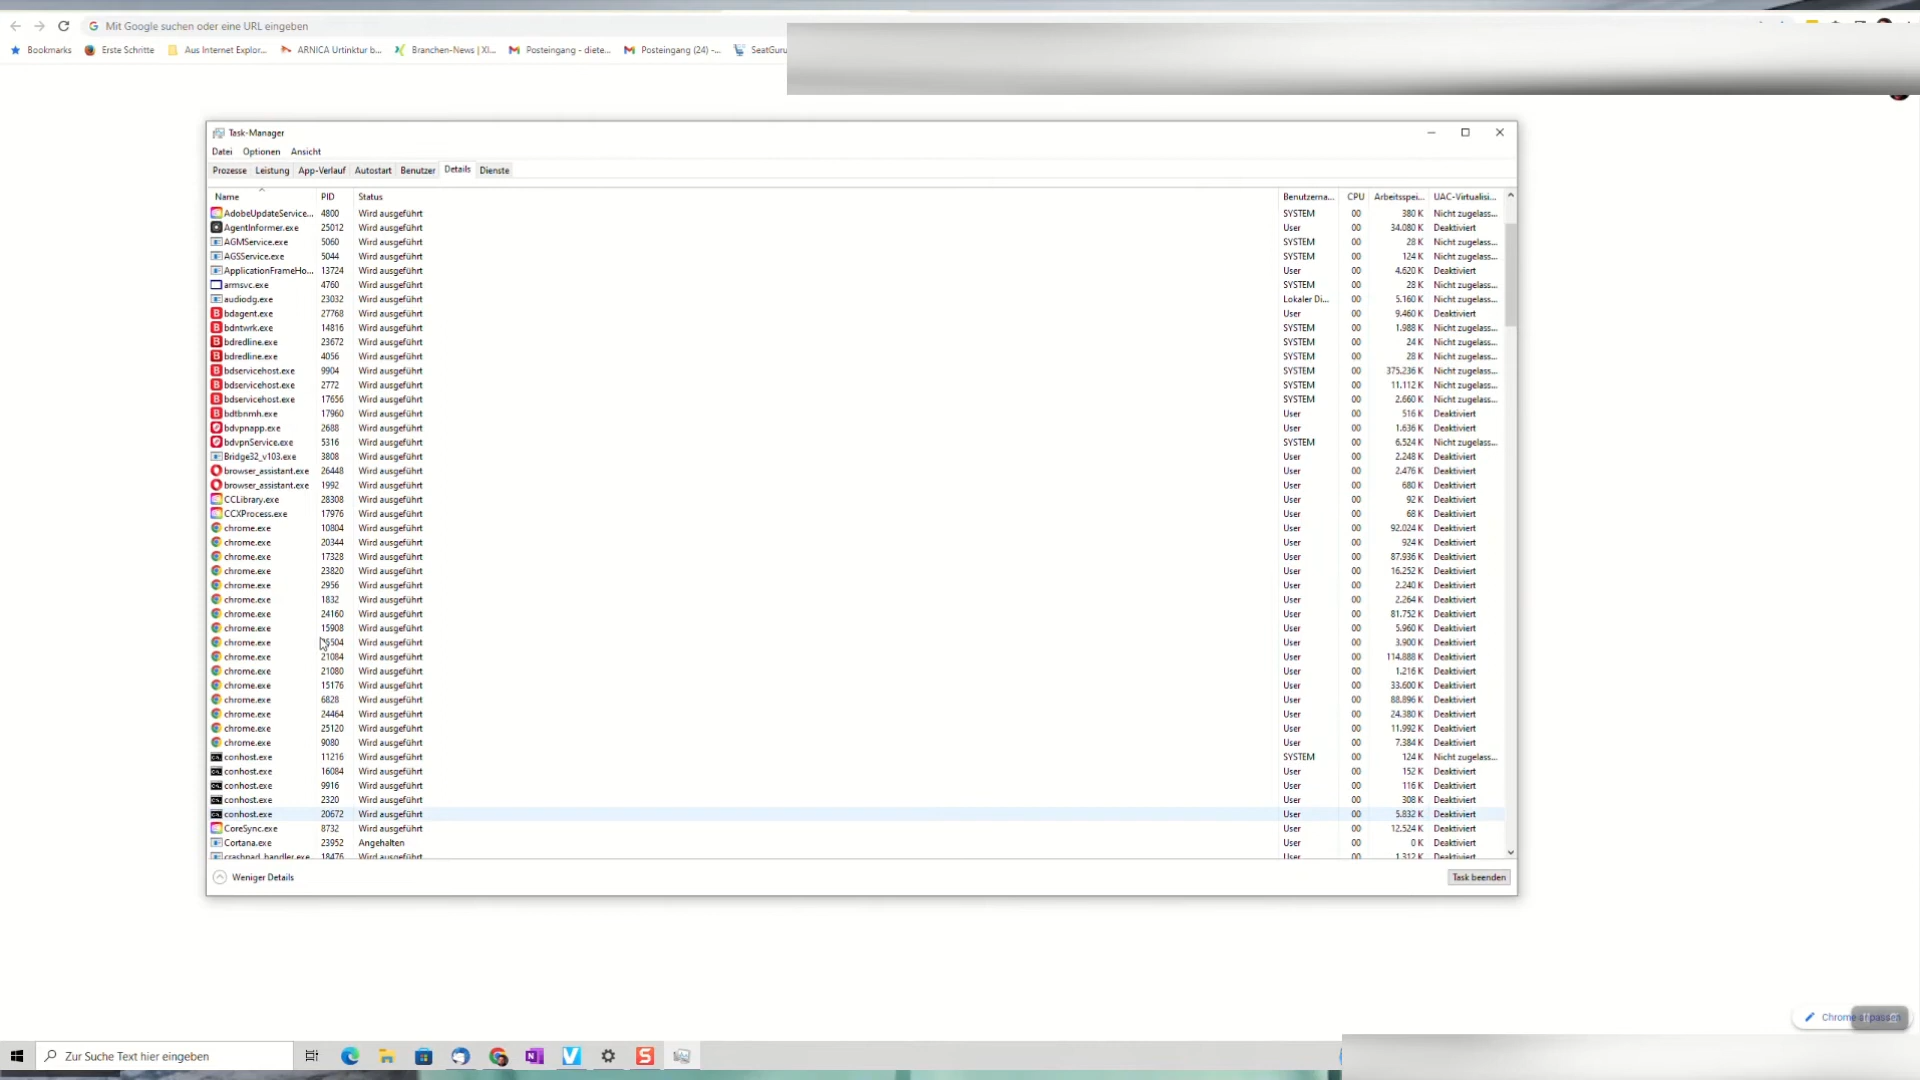 Mit Google suchen oder eine URL eingeben
Bookmarks Erste Schritte Aus Internet Explor... ARNICA Urtinktur b... Branchen-News | XI... Posteingang - diete... Posteingang (24) -... SeatGuru
Task-Manager
Datei Optionen Ansicht
Prozesse Leistung App-Verlauf Autostart Benutzer Details Dienste
Name PID Status Benutzerna... CPU Arbeitsspei... UAC-Virtualisi...
AdobeUpdateService... 4800 Wird ausgeführt SYSTEM 00 380 K Nicht zugelass...
AgentInformer.exe 25012 Wird ausgeführt User 00 34.080 K Deaktiviert
AGMService.exe 5060 Wird ausgeführt SYSTEM 00 28 K Nicht zugelass...
AGSService.exe 5044 Wird ausgeführt SYSTEM 00 124 K Nicht zugelass...
ApplicationFrameHo... 13724 Wird ausgeführt User 00 4.620 K Deaktiviert
armsvc.exe 4760 Wird ausgeführt SYSTEM 00 28 K Nicht zugelass...
audiodg.exe 23032 Wird ausgeführt Lokaler Di... 00 5.160 K Nicht zugelass...
bdagent.exe 27768 Wird ausgeführt User 00 9.460 K Deaktiviert
bdntwrk.exe 14816 Wird ausgeführt SYSTEM 00 1.988 K Nicht zugelass...
bdredline.exe 23672 Wird ausgeführt SYSTEM 00 24 K Nicht zugelass...
bdredline.exe 4056 Wird ausgeführt SYSTEM 00 28 K Nicht zugelass...
bdservicehost.exe 9904 Wird ausgeführt SYSTEM 00 375.236 K Nicht zugelass...
bdservicehost.exe 2772 Wird ausgeführt SYSTEM 00 11.112 K Nicht zugelass...
bdservicehost.exe 17656 Wird ausgeführt SYSTEM 00 2.660 K Nicht zugelass...
bdtbnmh.exe 17960 Wird ausgeführt User 00 516 K Deaktiviert
bdvpnapp.exe 2688 Wird ausgeführt User 00 1.636 K Deaktiviert
bdvpnService.exe 5316 Wird ausgeführt SYSTEM 00 6.524 K Nicht zugelass...
Bridge32_v103.exe 3808 Wird ausgeführt User 00 2.248 K Deaktiviert
browser_assistant.exe 26448 Wird ausgeführt User 00 2.476 K Deaktiviert
browser_assistant.exe 1992 Wird ausgeführt User 00 680 K Deaktiviert
CCLibrary.exe 28308 Wird ausgeführt User 00 92 K Deaktiviert
CCXProcess.exe 17976 Wird ausgeführt User 00 68 K Deaktiviert
chrome.exe 10804 Wird ausgeführt User 00 92.024 K Deaktiviert
chrome.exe 20344 Wird ausgeführt User 00 924 K Deaktiviert
chrome.exe 17328 Wird ausgeführt User 00 87.936 K Deaktiviert
chrome.exe 23820 Wird ausgeführt User 00 16.252 K Deaktiviert
chrome.exe 2956 Wird ausgeführt User 00 2.240 K Deaktiviert
chrome.exe 1832 Wird ausgeführt User 00 2.264 K Deaktiviert
chrome.exe 24160 Wird ausgeführt User 00 81.752 K Deaktiviert
chrome.exe 15908 Wird ausgeführt User 00 5.960 K Deaktiviert
chrome.exe Wird ausgeführt User 00 3.900 K Deaktiviert
chrome.exe 21084 Wird ausgeführt User 00 114.888 K Deaktiviert
chrome.exe 21080 Wird ausgeführt User 00 1.216 K Deaktiviert
chrome.exe 15176 Wird ausgeführt User 00 33.600 K Deaktiviert
chrome.exe 6828 Wird ausgeführt User 00 88.896 K Deaktiviert
chrome.exe 24464 Wird ausgeführt User 00 24.380 K Deaktiviert
chrome.exe 25120 Wird ausgeführt User 00 11.992 K Deaktiviert
chrome.exe 9080 Wird ausgeführt User 00 7.384 K Deaktiviert
conhost.exe 11216 Wird ausgeführt SYSTEM 00 124 K Nicht zugelass...
conhost.exe 16084 Wird ausgeführt User 00 152 K Deaktiviert
conhost.exe 9916 Wird ausgeführt User 00 116 K Deaktiviert
conhost.exe 2320 Wird ausgeführt User 00 308 K Deaktiviert
conhost.exe 20672 Wird ausgeführt User 00 5.832 K Deaktiviert
CoreSync.exe 8732 Wird ausgeführt User 00 12.524 K Deaktiviert
Cortana.exe 23952 Angehalten User 00 0 K Deaktiviert
crashpad_handler.exe 18476 Wird ausgeführt User 00 1.312 K Deaktiviert
Weniger Details Task beenden
Chrome anpassen
Zur Suche Text hier eingeben